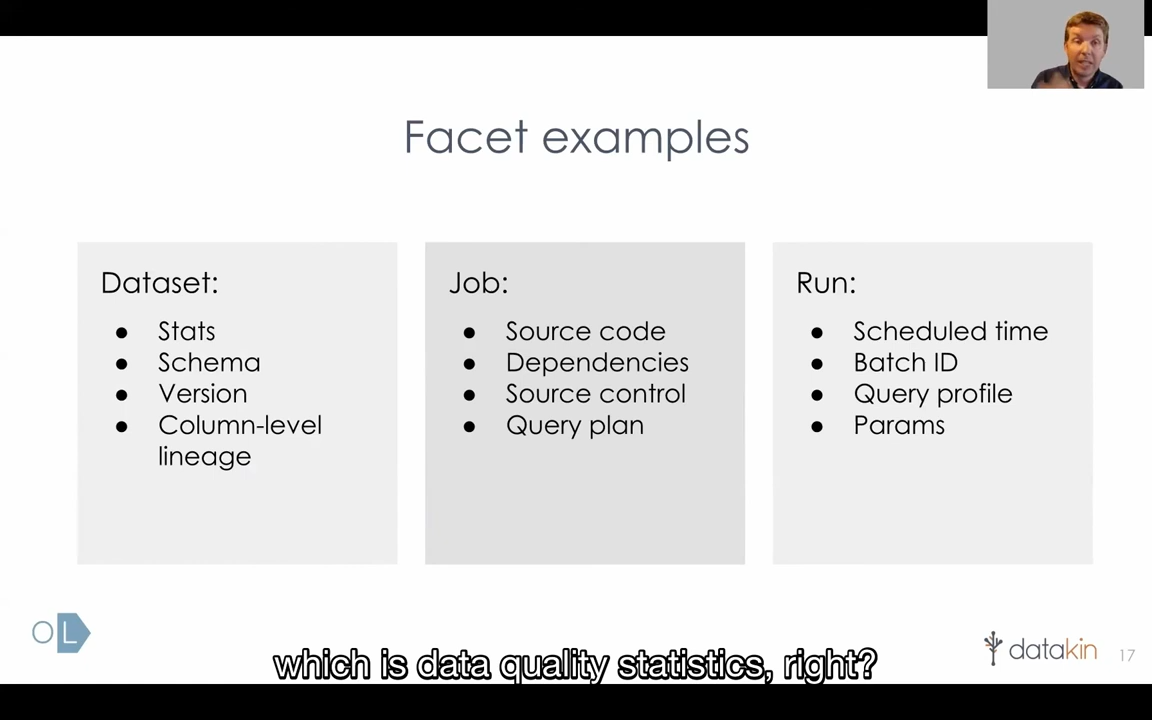 Facet examples
Dataset:
● Stats
● Schema
● Version
● Column-level
lineage
Job:
● Source code
● Dependencies
● Source control
● Query plan
Run:
● Scheduled time
● Batch ID
● Query profile
● Params
OL
datakin
17
which is data quality statistics, right?